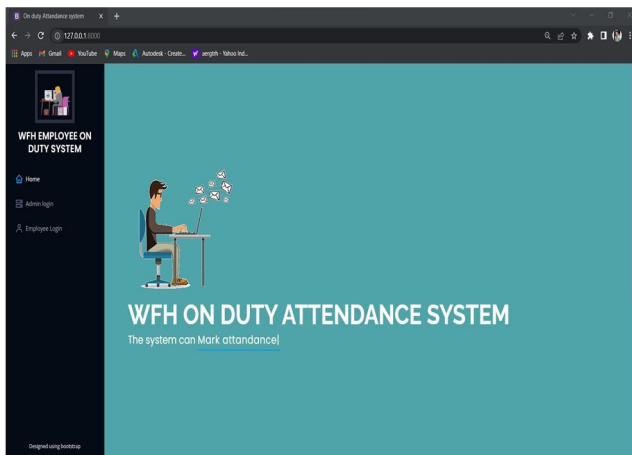 On duty Attendance system
127.0.0.1:8000
Apps
Gmail
YouTube
Maps
Autodesk - Create...
aergtrh - Yahoo Ind...
WFH EMPLOYEE ON
DUTY SYSTEM
Home
Admin login
Employee Login
WFH ON DUTY ATTENDANCE SYSTEM
The system can Mark attandance|
Designed using bootstrap